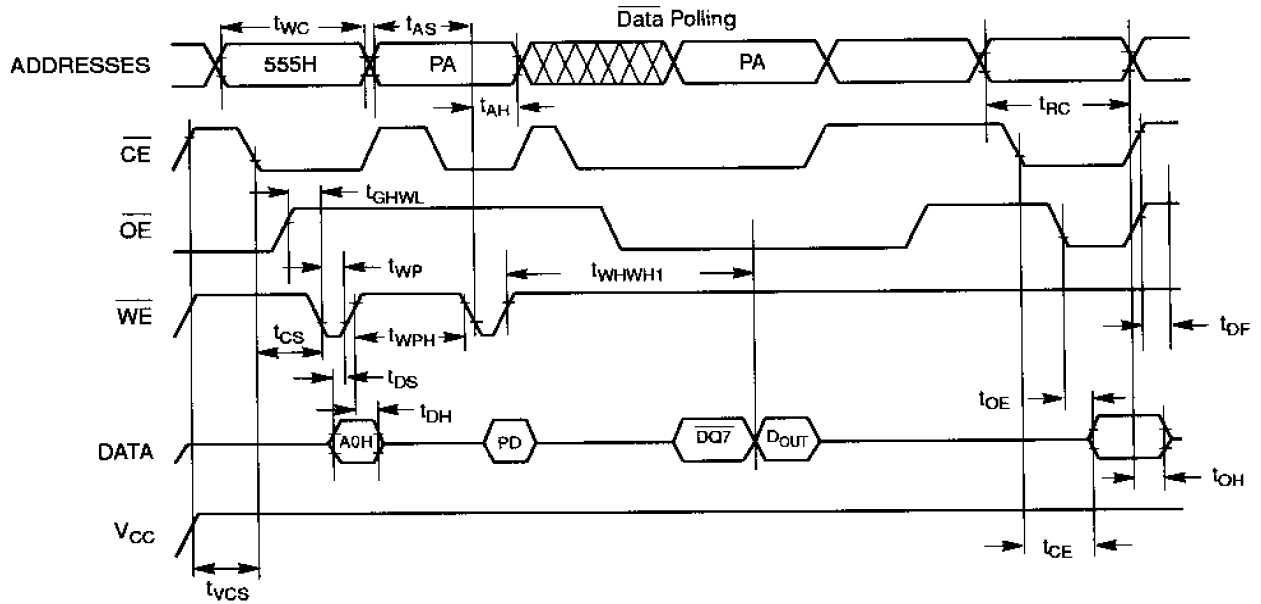 Data Polling
tWC
tAS
ADDRESSES
555H
PA
PA
tAH
tRC
CE
tGHWL
OE
tWP
tWHWH1
WE
tCS
tWPH
tDF
tDS
tOE
tDH
DATA
A0H
PD
DQ7
DOUT
tOH
VCC
tCE
tVCS